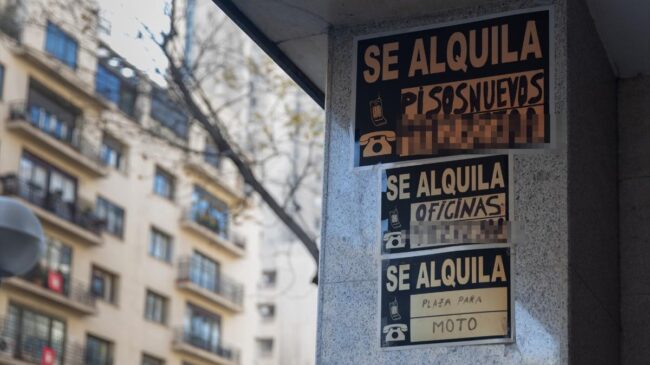 SE ALQUILA
PiSOSNUEVOS
SE ALQUILA
OFICINAS
SE ALQUILA
PLAZA PARA
MOTO